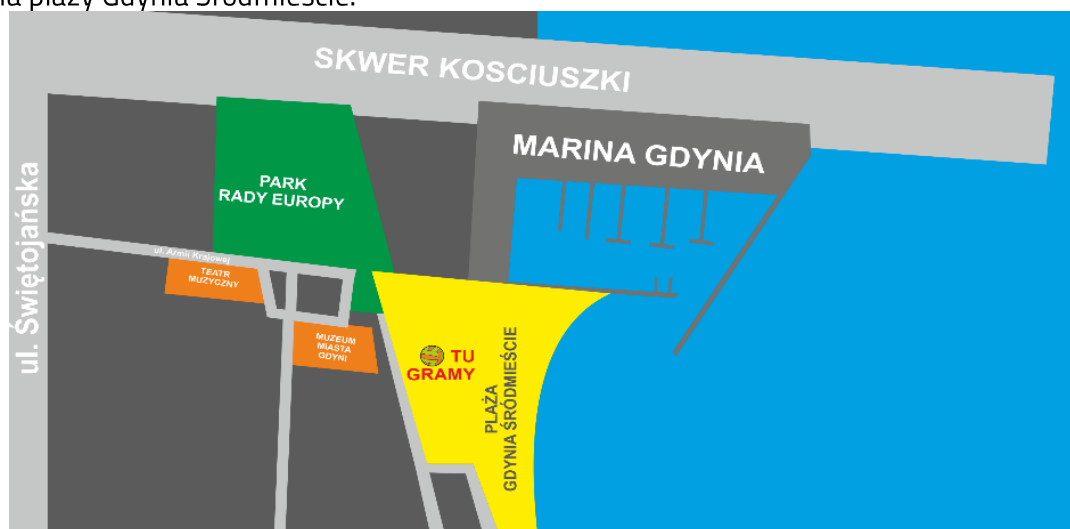 na plaży Gdynia Śródmieście.
SKWER KOSCIUSZKI
MARINA GDYNIA
PARK
RADY EUROPY
ul. Świętojańska
ul. Armii Krajowej
TEATR
MUZYCZNY
MUZEUM
MIASTA
GDYNI
TU
GRAMY
PLAŻA
GDYNIA ŚRÓDMIEŚCIE